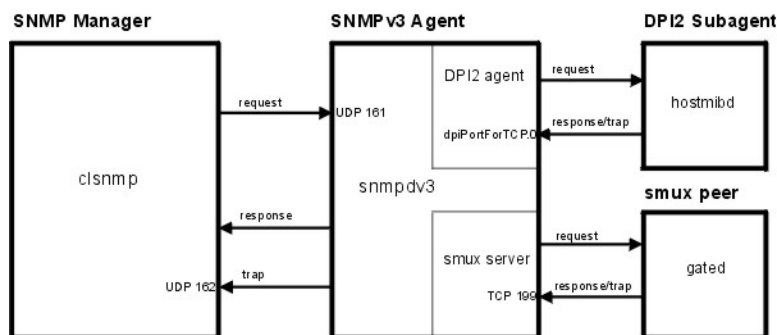 SNMP Manager
SNMPv3 Agent
DPI2 Subagent
DPI2 agent
request
hostmibd
request
UDP 161
response/trap
dpiPortForTCP.0
clsnmp
snmpdv3
smux peer
response
request
smux server
gated
trap
UDP 162
response/trap
TCP 199